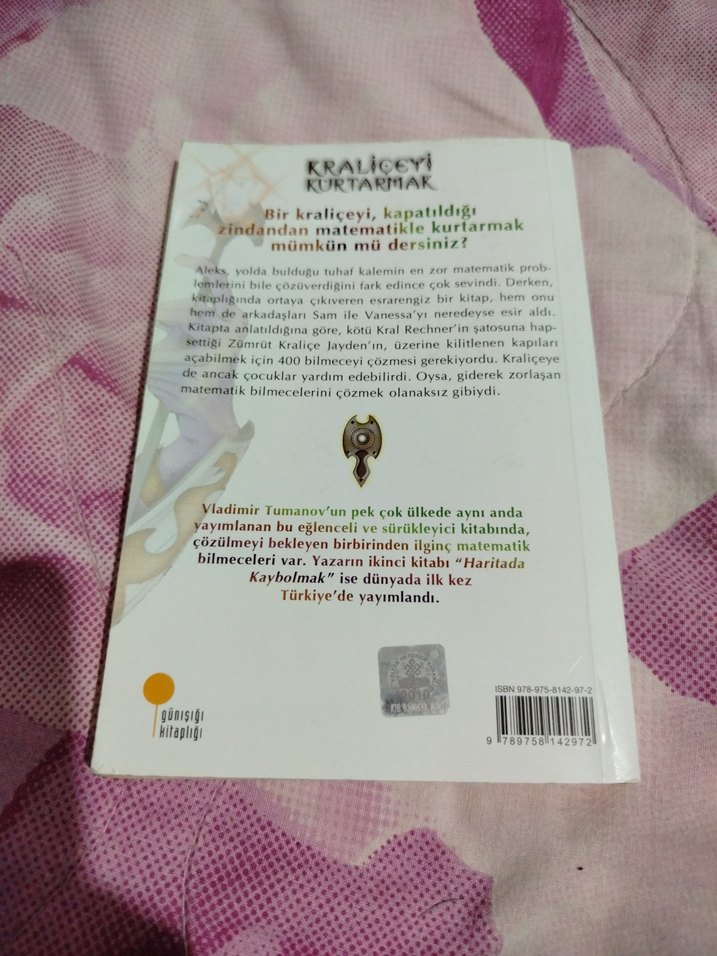 KRALİÇEYİ
KURTARMAK
Bir kraliçeyi, kapatıldığı
zindandan matematikle kurtarmak
mümkün mü dersiniz?
Aleks, yolda bulduğu tuhaf kalemin en zor matematik prob-
lemlerini bile çözüverdiğini fark edince çok sevindi. Derken,
kitaplığında ortaya çıkıveren esrarengiz bir kitap, hem onu
hem de arkadaşları Sam ile Vanessa'yı neredeyse esir aldı.
Kitapta anlatıldığına göre, kötü Kral Rechner'in şatosuna hap-
settiği Zümrüt Kraliçe Jayden'ın, üzerine kilitlenen kapıları
açabilmek için 400 bilmeceyi çözmesi gerekiyordu. Kraliçeye
de ancak çocuklar yardım edebilirdi. Oysa, giderek zorlaşan
matematik bilmecelerini çözmek olanaksız gibiydi.
Vladimir Tumanov'un pek çok ülkede aynı anda
yayımlanan bu eğlenceli ve sürükleyici kitabında,
çözülmeyi bekleyen birbirinden ilginç matematik
bilmeceleri var. Yazarın ikinci kitabı "Haritada
Kaybolmak" ise dünyada ilk kez
Türkiye'de yayımlandı.
günışığı
kitaplığı
ISBN 978-975-8142-97-2
9 789758 142972